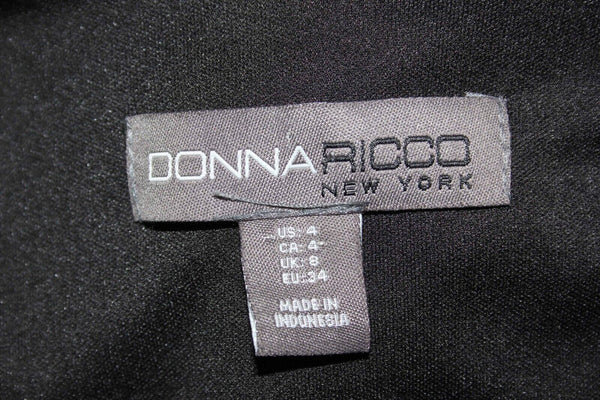 DONNA RICCO
NEW YORK
US: 4
CA: 4
UK: 8
EU: 34
MADE IN
INDONESIA